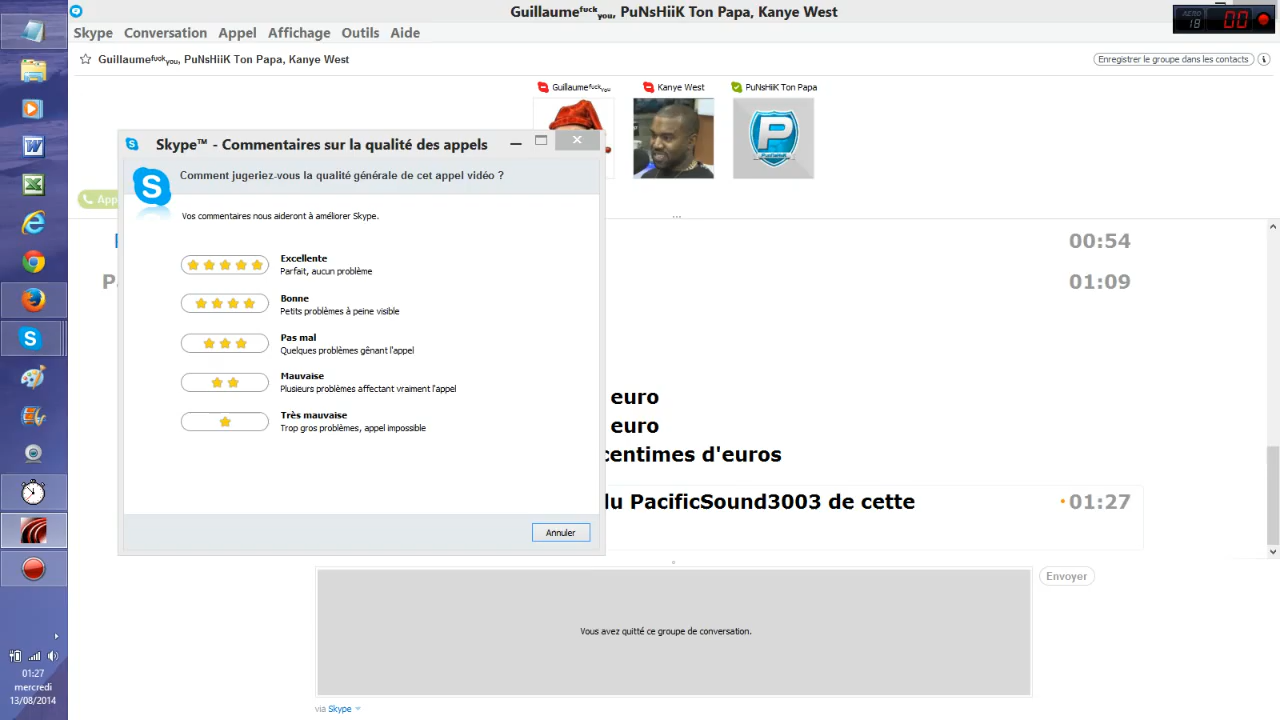 Guillaumeᶠᵘᶜᵏyou, PuNsHiiK Ton Papa, Kanye West
AERO
18
00
Skype Conversation Appel Affichage Outils Aide
Guillaumeᶠᵘᶜᵏyou, PuNsHiiK Ton Papa, Kanye West
Enregistrer le groupe dans les contacts
Guillaumeᶠᵘᶜᵏyou
Kanye West
PuNsHiiK Ton Papa
App
Skype™ - Commentaires sur la qualité des appels
Comment jugeriez-vous la qualité générale de cet appel vidéo ?
Vos commentaires nous aideront à améliorer Skype.
Excellente
Parfait, aucun problème
Bonne
Petits problèmes à peine visible
Pas mal
Quelques problèmes gênant l'appel
Mauvaise
Plusieurs problèmes affectant vraiment l'appel
Très mauvaise
Trop gros problèmes, appel impossible
Annuler
00:54
01:09
euro
euro
centimes d'euros
du PacificSound3003 de cette
01:27
Envoyer
Vous avez quitté ce groupe de conversation.
via Skype
01:27
mercredi
13/08/2014